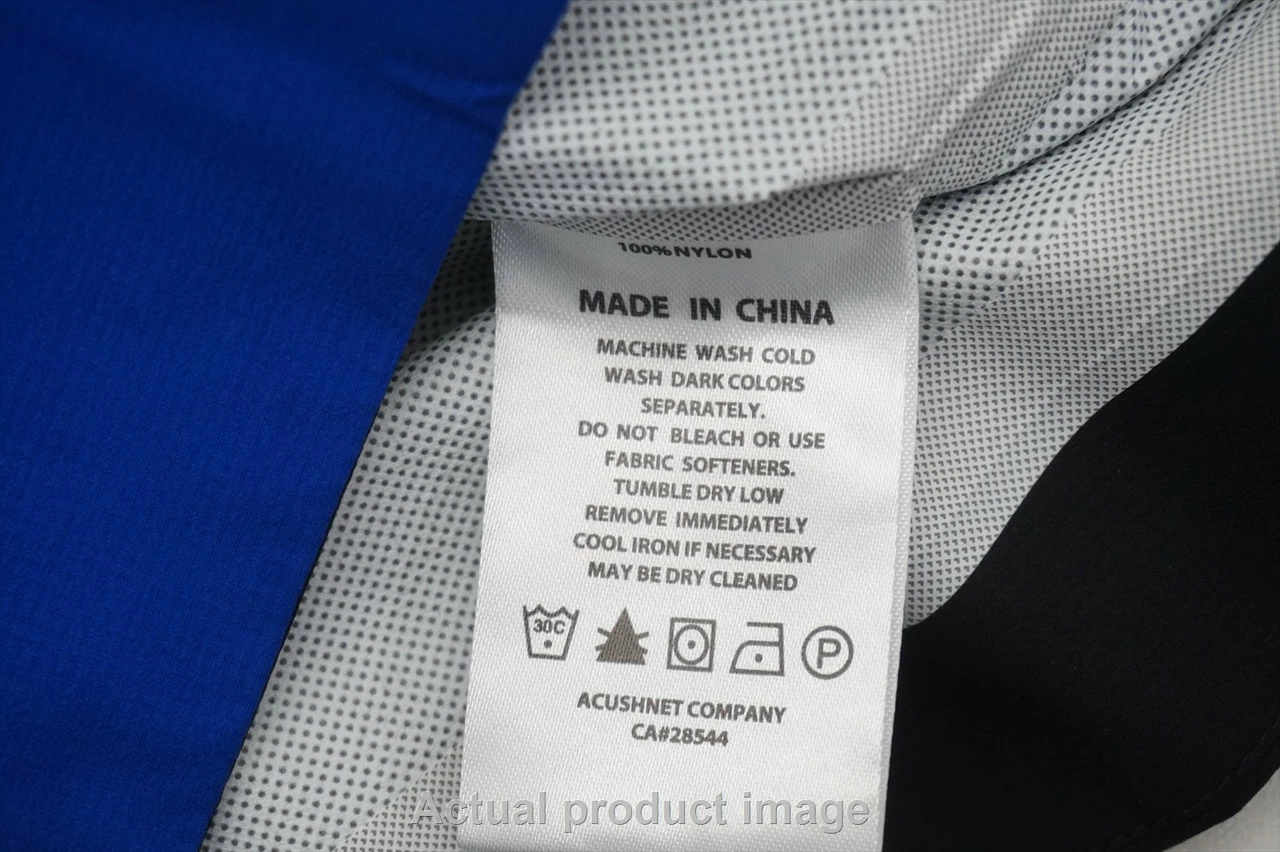 100%NYLON
MADE IN CHINA
MACHINE WASH COLD
WASH DARK COLORS
SEPARATELY.
DO NOT BLEACH OR USE
FABRIC SOFTENERS.
TUMBLE DRY LOW
REMOVE IMMEDIATELY
COOL IRON IF NECESSARY
MAY BE DRY CLEANED
30C
P
ACUSHNET COMPANY
CA#28544
Actual product image